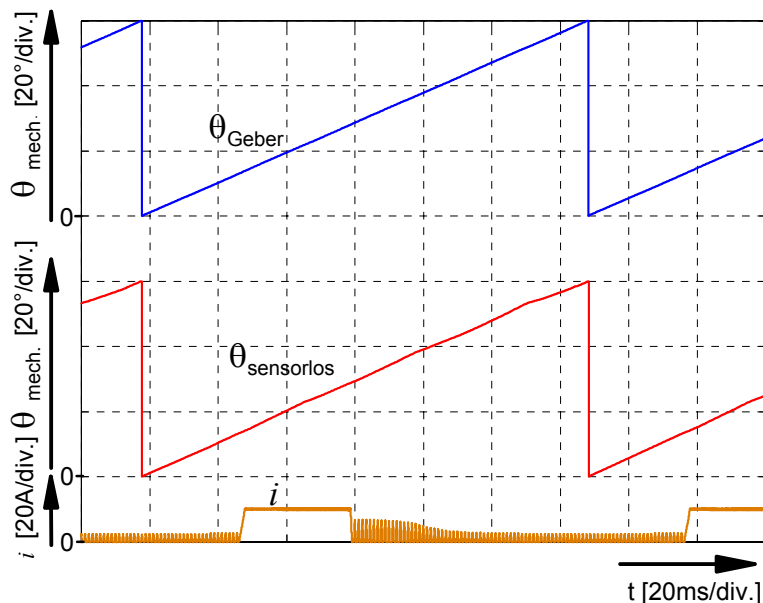 θ mech. [20°/div.]
θGeber
0
θ mech. [20°/div.]
θsensorlos
0
i [20A/div.]
i
0
t [20ms/div.]